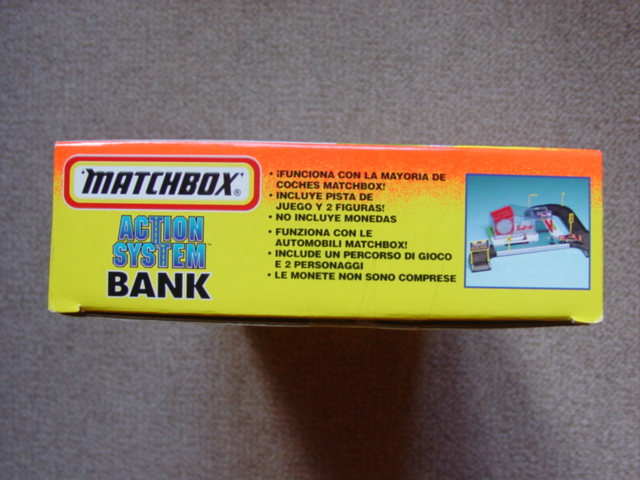 MATCHBOX®
ACTION
SYSTEM™
BANK
• ¡FUNCIONA CON LA MAYORIA DE
COCHES MATCHBOX!
• INCLUYE PISTA DE
JUEGO Y 2 FIGURAS!
• NO INCLUYE MONEDAS
• FUNZIONA CON LE
AUTOMOBILI MATCHBOX!
• INCLUDE UN PERCORSO DI GIOCO
E 2 PERSONAGGI
• LE MONETE NON SONO COMPRESE